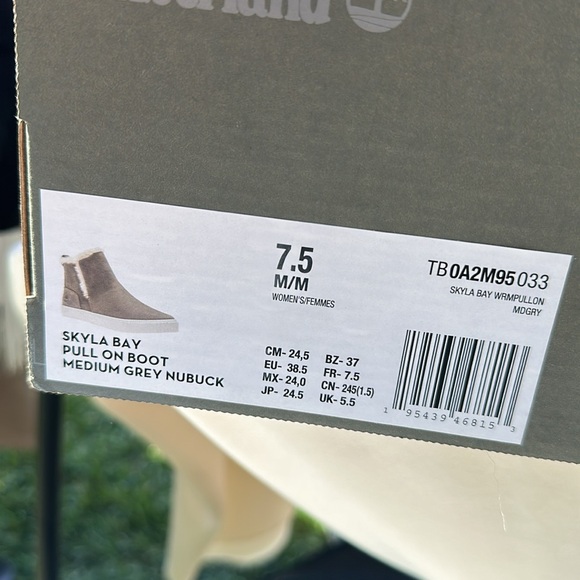 Timberland
7.5
M/M
WOMEN'S/FEMMES
TB0A2M95033
SKYLA BAY WRMPULLON
MDGRY
SKYLA BAY
PULL ON BOOT
MEDIUM GREY NUBUCK
CM- 24,5 BZ- 37
EU- 38.5 FR- 7.5
MX- 24,0 CN- 245(1.5)
JP- 24.5 UK- 5.5
1 95439 46815 3